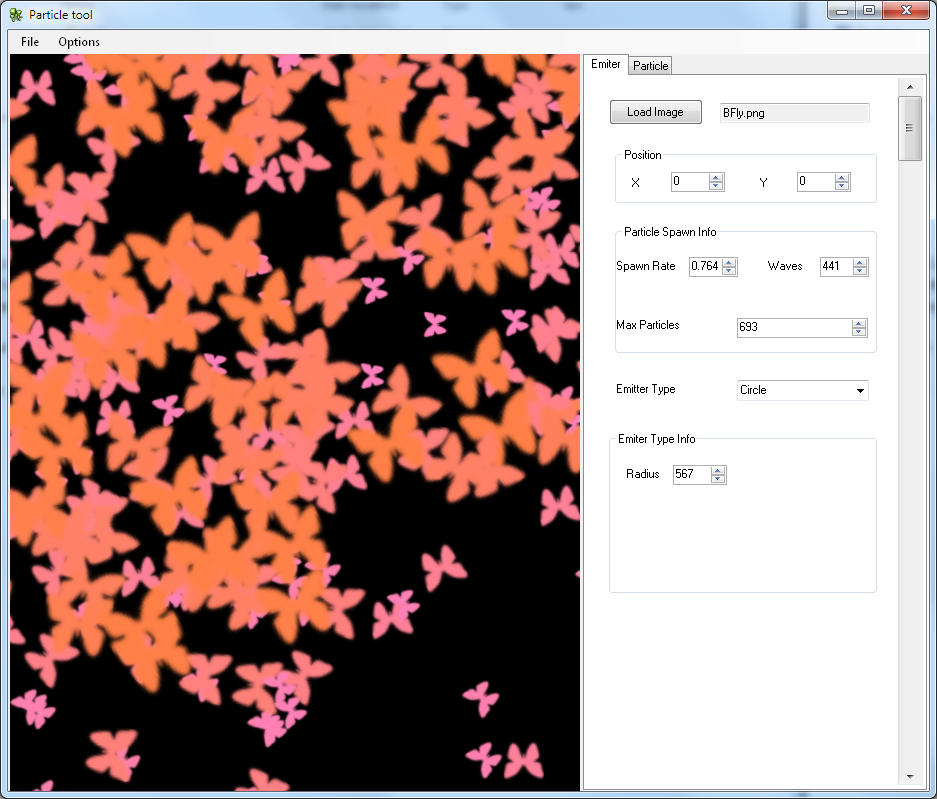 Particle tool
File Options
Emiter Particle
Load Image BFly.png
Position
X 0 Y 0
Particle Spawn Info
Spawn Rate 0.764 Waves 441
Max Particles 693
Emiter Type Circle
Emiter Type Info
Radius 567